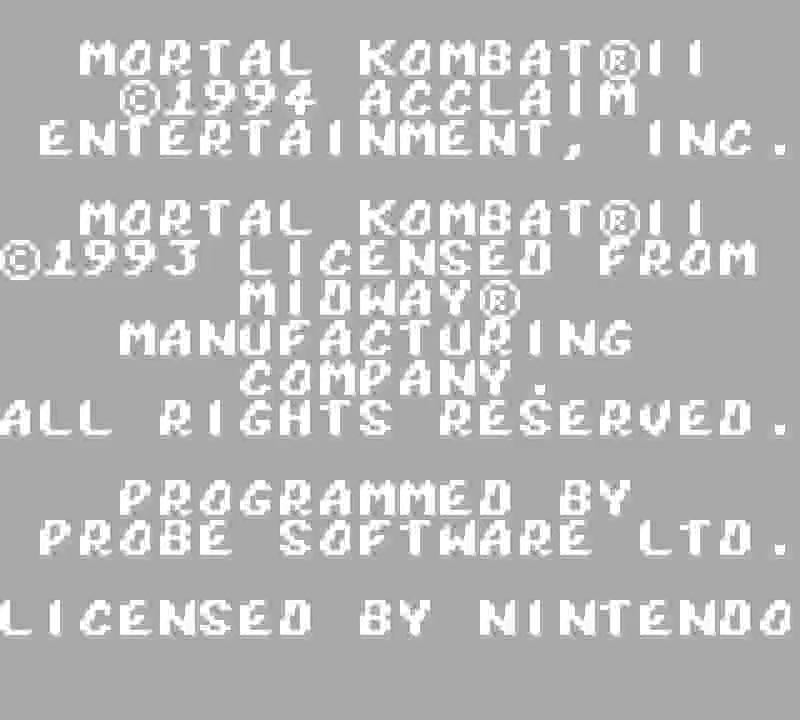 MORTAL KOMBAT®II
©1994 ACCLAIM
ENTERTAINMENT, INC.
MORTAL KOMBAT®II
©1993 LICENSED FROM
MIDWAY®
MANUFACTURING
COMPANY.
ALL RIGHTS RESERVED.
PROGRAMMED BY
PROBE SOFTWARE LTD.
LICENSED BY NINTENDO